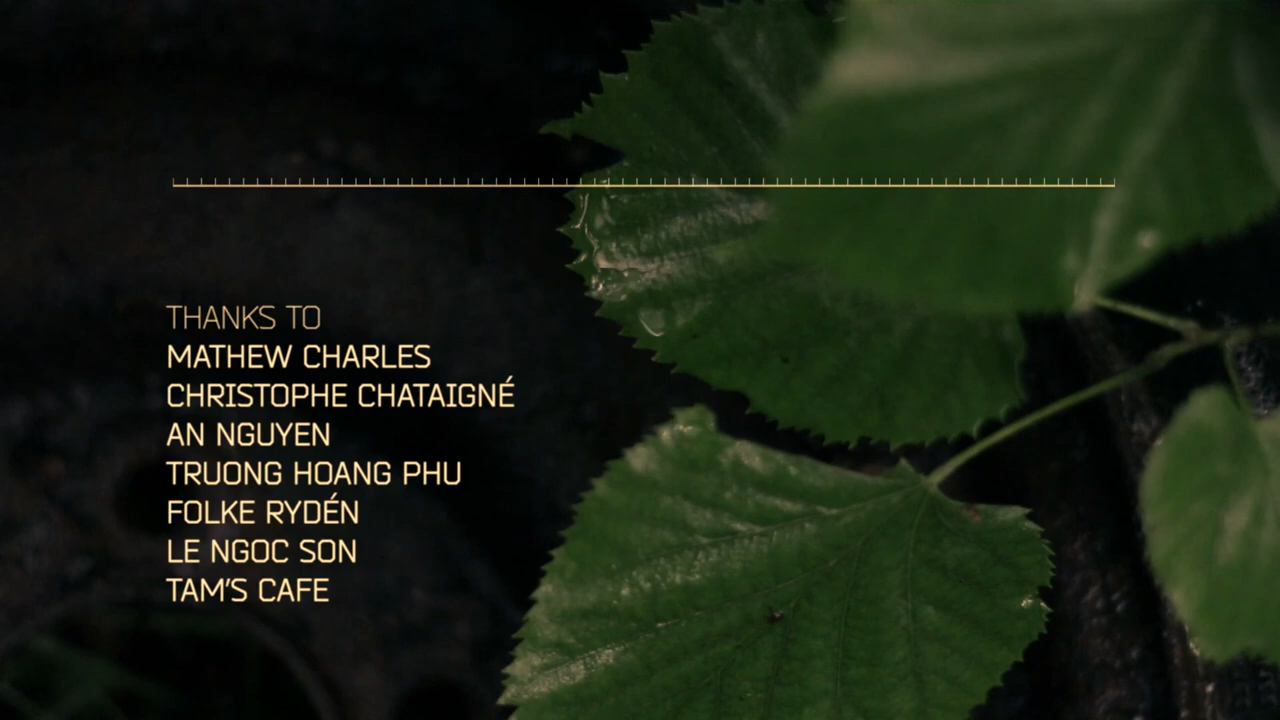 THANKS TO
MATHEW CHARLES
CHRISTOPHE CHATAIGNÉ
AN NGUYEN
TRUONG HOANG PHU
FOLKE RYDÉN
LE NGOC SON
TAM'S CAFE